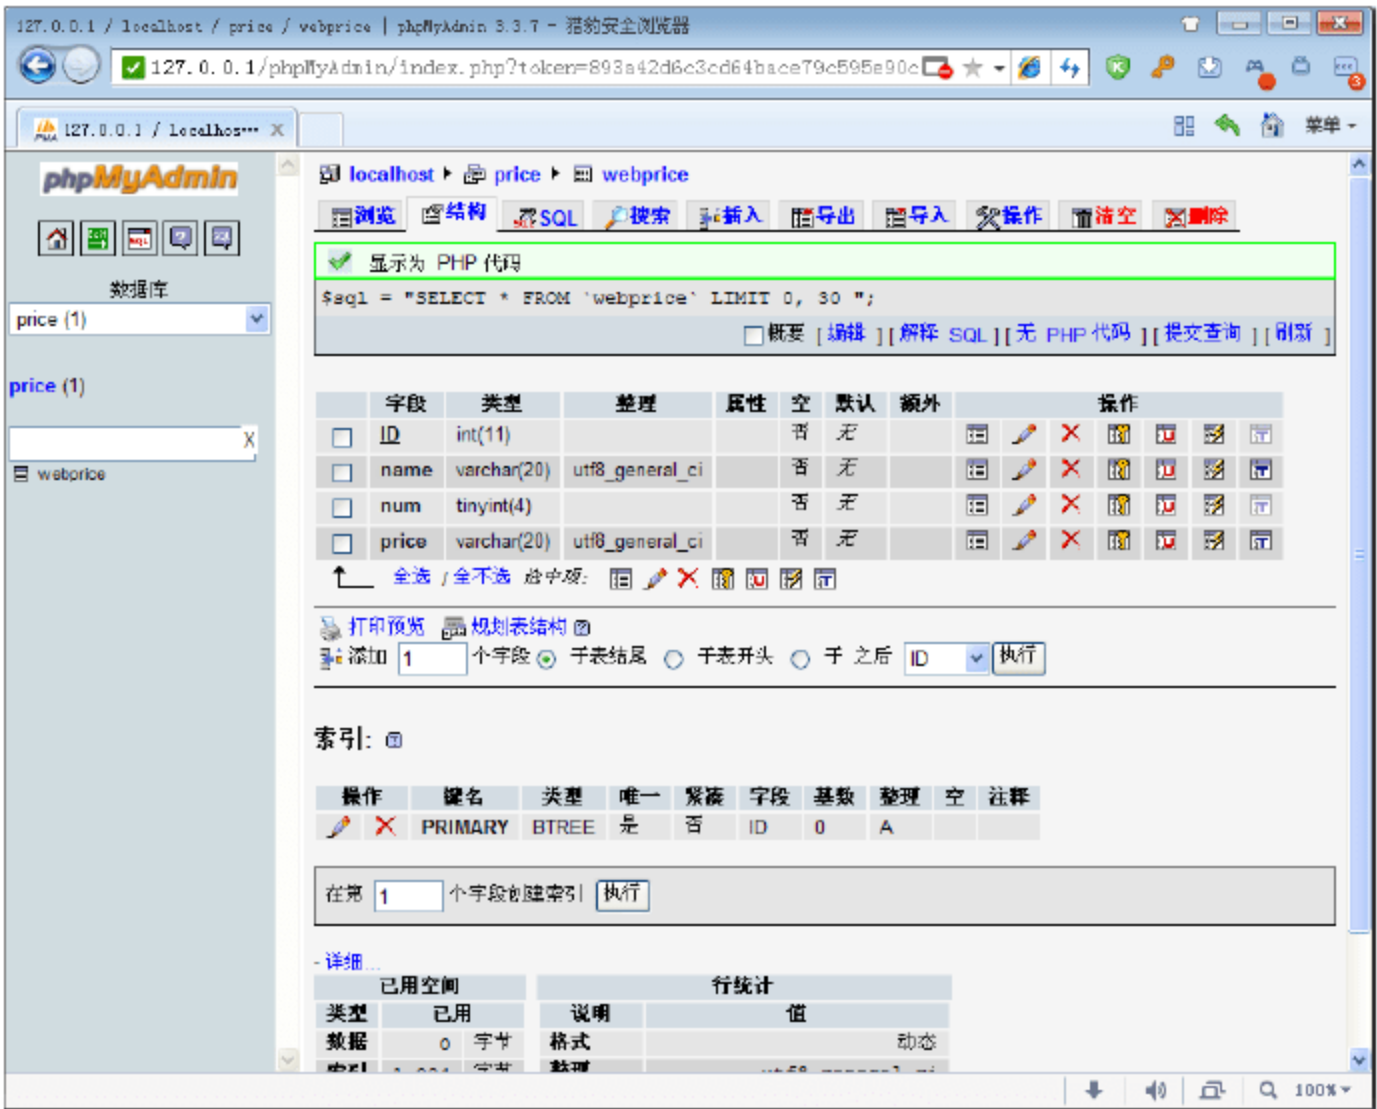 127.0.0.1 / localhost / price / webprice | phpMyAdmin 3.3.7 - 猎豹安全浏览器
127.0.0.1/phpMyAdmin/index.php?token=893a42d6c3cd64bace79c595e90c
127.0.0.1 / localhos… X
菜单
phpMyAdmin
数据库
price (1)
price (1)
X
webprice
localhost ▸ price ▸ webprice
浏览 结构 SQL 搜索 插入 导出 导入 操作 清空 删除
显示为 PHP 代码
$sql = "SELECT * FROM `webprice` LIMIT 0, 30 ";
概要 [ 编辑 ] [ 解释 SQL ] [ 无 PHP 代码 ] [ 提交查询 ] [ 刷新 ]
字段 类型 整理 属性 空 默认 额外 操作
ID int(11) 否 无
name varchar(20) utf8_general_ci 否 无
num tinyint(4) 否 无
price varchar(20) utf8_general_ci 否 无
全选 / 全不选 选中项:
打印预览 规划表结构
添加 1 个字段 于表结尾 于表开头 于 之后 ID 执行
索引:
操作 键名 类型 唯一 紧凑 字段 基数 整理 空 注释
PRIMARY BTREE 是 否 ID 0 A
在第 1 个字段创建索引 执行
- 详细...
已用空间 行统计
类型 已用 说明 值
数据 0 字节 格式 动态
索引 字节 整理 utf8_general_ci
100%